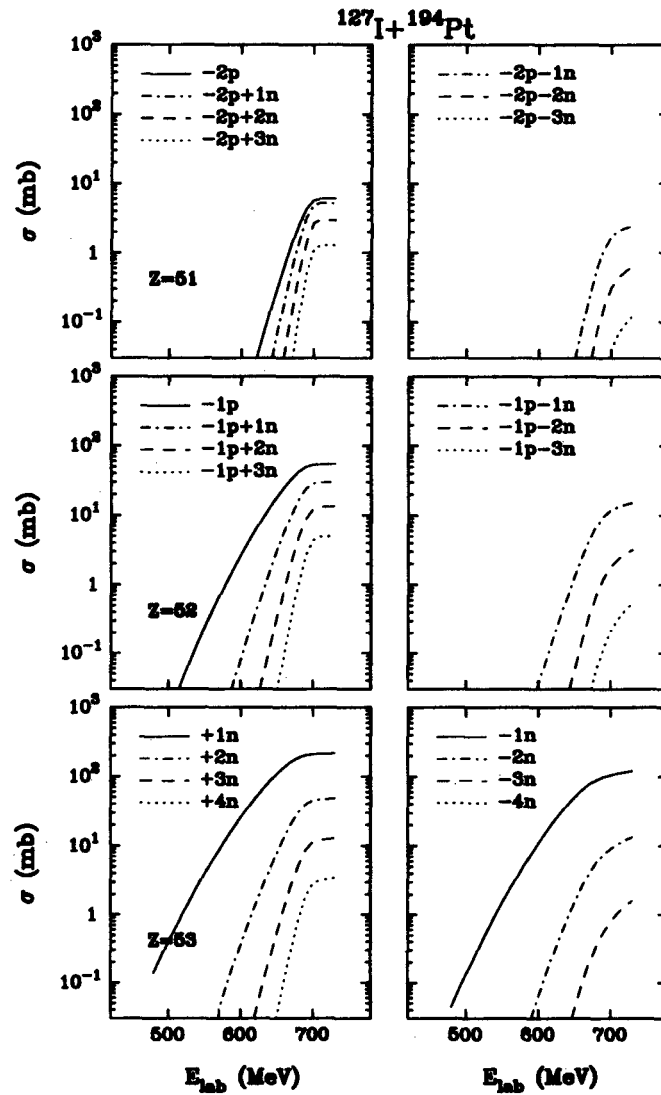 ¹²⁷I+¹⁹⁴Pt
10³
10²
10¹
1
10⁻¹
σ (mb)
−2p
−2p+1n
−2p+2n
−2p+3n
Z=51
−2p−1n
−2p−2n
−2p−3n
10³
10²
10¹
1
10⁻¹
σ (mb)
−1p
−1p+1n
−1p+2n
−1p+3n
Z=52
−1p−1n
−1p−2n
−1p−3n
10³
10²
10¹
1
10⁻¹
σ (mb)
+1n
+2n
+3n
+4n
Z=53
−1n
−2n
−3n
−4n
500 600 700
500 600 700
E_lab (MeV)
E_lab (MeV)